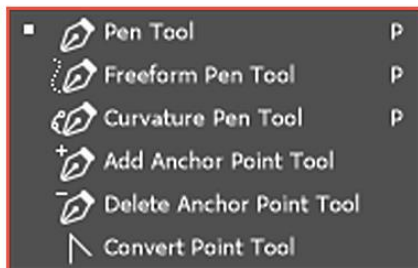 Pen Tool P
Freeform Pen Tool P
Curvature Pen Tool P
Add Anchor Point Tool
Delete Anchor Point Tool
Convert Point Tool